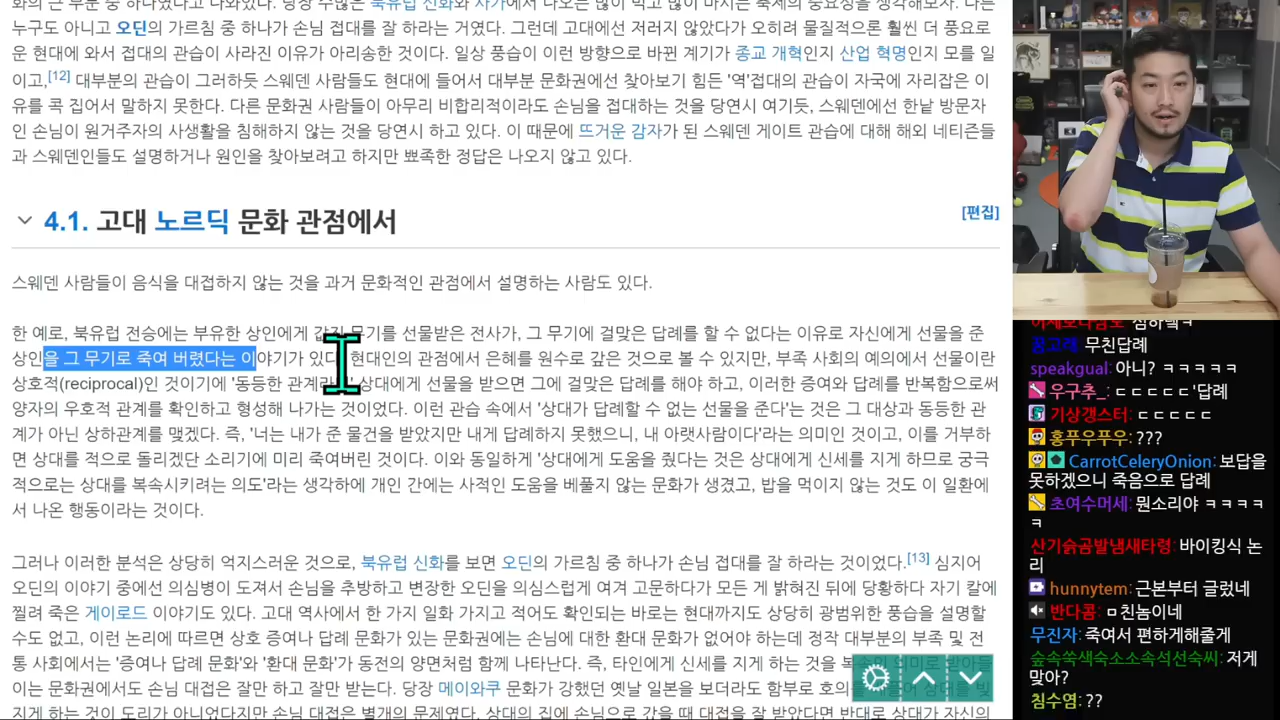 화의 큰 부분 중 하나였다고 나와있다. 당장 수많은 북유럽 신화와 사가에서 나오는 많이 먹고 많이 마시는 축제의 중요성을 생각해보자. 다른
누구도 아니고 오딘의 가르침 중 하나가 손님 접대를 잘 하라는 거였다. 그런데 고대에선 저러지 않았다가 오히려 물질적으론 훨씬 더 풍요로
운 현대에 와서 접대의 관습이 사라진 이유가 아리송한 것이다. 일상 풍습이 이런 방향으로 바뀐 계기가 종교 개혁인지 산업 혁명인지 모를 일
이고,[12] 대부분의 관습이 그러하듯 스웨덴 사람들도 현대에 들어서 대부분 문화권에선 찾아보기 힘든 '역'접대의 관습이 자국에 자리잡은 이
유를 콕 집어서 말하지 못한다. 다른 문화권 사람들이 아무리 비합리적이라도 손님을 접대하는 것을 당연시 여기듯, 스웨덴에선 한낱 방문자
인 손님이 원거주자의 사생활을 침해하지 않는 것을 당연시 하고 있다. 이 때문에 뜨거운 감자가 된 스웨덴 게이트 관습에 대해 해외 네티즌들
과 스웨덴인들도 설명하거나 원인을 찾아보려고 하지만 뾰족한 정답은 나오지 않고 있다.
4.1. 고대 노르딕 문화 관점에서
[편집]
스웨덴 사람들이 음식을 대접하지 않는 것을 과거 문화적인 관점에서 설명하는 사람도 있다.
한 예로, 북유럽 전승에는 부유한 상인에게 값진 무기를 선물받은 전사가, 그 무기에 걸맞은 답례를 할 수 없다는 이유로 자신에게 선물을 준
상인을 그 무기로 죽여 버렸다는 이야기가 있다. 현대인의 관점에서 은혜를 원수로 갚은 것으로 볼 수 있지만, 부족 사회의 예의에서 선물이란
상호적(reciprocal)인 것이기에 '동등한 관계 상대에게 선물을 받으면 그에 걸맞은 답례를 해야 하고, 이러한 증여와 답례를 반복함으로써
양자의 우호적 관계를 확인하고 형성해 나가는 것이었다. 이런 관습 속에서 '상대가 답례할 수 없는 선물을 준다'는 것은 그 대상과 동등한 관
계가 아닌 상하관계를 맺겠다. 즉, '너는 내가 준 물건을 받았지만 내게 답례하지 못했으니, 내 아랫사람이다'라는 의미인 것이고, 이를 거부하
면 상대를 적으로 돌리겠단 소리기에 미리 죽여버린 것이다. 이와 동일하게 '상대에게 도움을 줬다는 것은 상대에게 신세를 지게 하므로 궁극
적으로는 상대를 복속시키려는 의도'라는 생각하에 개인 간에는 사적인 도움을 베풀지 않는 문화가 생겼고, 밥을 먹이지 않는 것도 이 일환에
서 나온 행동이라는 것이다.
그러나 이러한 분석은 상당히 억지스러운 것으로, 북유럽 신화를 보면 오딘의 가르침 중 하나가 손님 접대를 잘 하라는 것이었다.[13] 심지어
오딘의 이야기 중에선 의심병이 도져서 손님을 추방하고 변장한 오딘을 의심스럽게 여겨 고문하다가 모든 게 밝혀진 뒤에 당황하다 자기 칼에
찔려 죽은 게이로드 이야기도 있다. 고대 역사에서 한 가지 일화 가지고 적어도 확인되는 바로는 현대까지도 상당히 광범위한 풍습을 설명할
수도 없고, 이런 논리에 따르면 상호 증여나 답례 문화가 있는 문화권에는 손님에 대한 환대 문화가 없어야 하는데 정작 대부분의 부족 및 전
통 사회에서는 '증여나 답례 문화'와 '환대 문화'가 동전의 양면처럼 함께 나타난다. 즉, 타인에게 신세를 지게 하는 것을
이는 문화권에서도 손님 대접은 잘만 하고 잘만 받는다. 당장 메이와쿠 문화가 강했던 옛날 일본을 보더라도 함부로 호의를
지게 하는 것이 도리가 아니었다지만 손님 대접은 별개의 문제였다. 상대의 집에 손님으로 갔을 때 대접을 잘 받았다면 반대로 상대가 자신의
꿈고래 무친답례
speakgual: 아니? ㅋㅋㅋㅋㅋ
우구추_: ㄷㄷㄷㄷㄷ'답례
기상갱스터: ㄷㄷㄷㄷㄷ
홍푸우푸우: ???
CarrotCeleryOnion: 보답을
못하겠으니 죽음으로 답례
초여수머세: 뭔소리야 ㅋㅋㅋㅋ
ㅋ
산기슭곰발냄새타령: 바이킹식 논
리
hunnytem: 근본부터 글렀네
반다콤: ㅁ친놈이네
무진자: 죽여서 편하게해줄게
숲속쑥색숙소소속석선숙씨: 저게
맞아?
침수염: ??